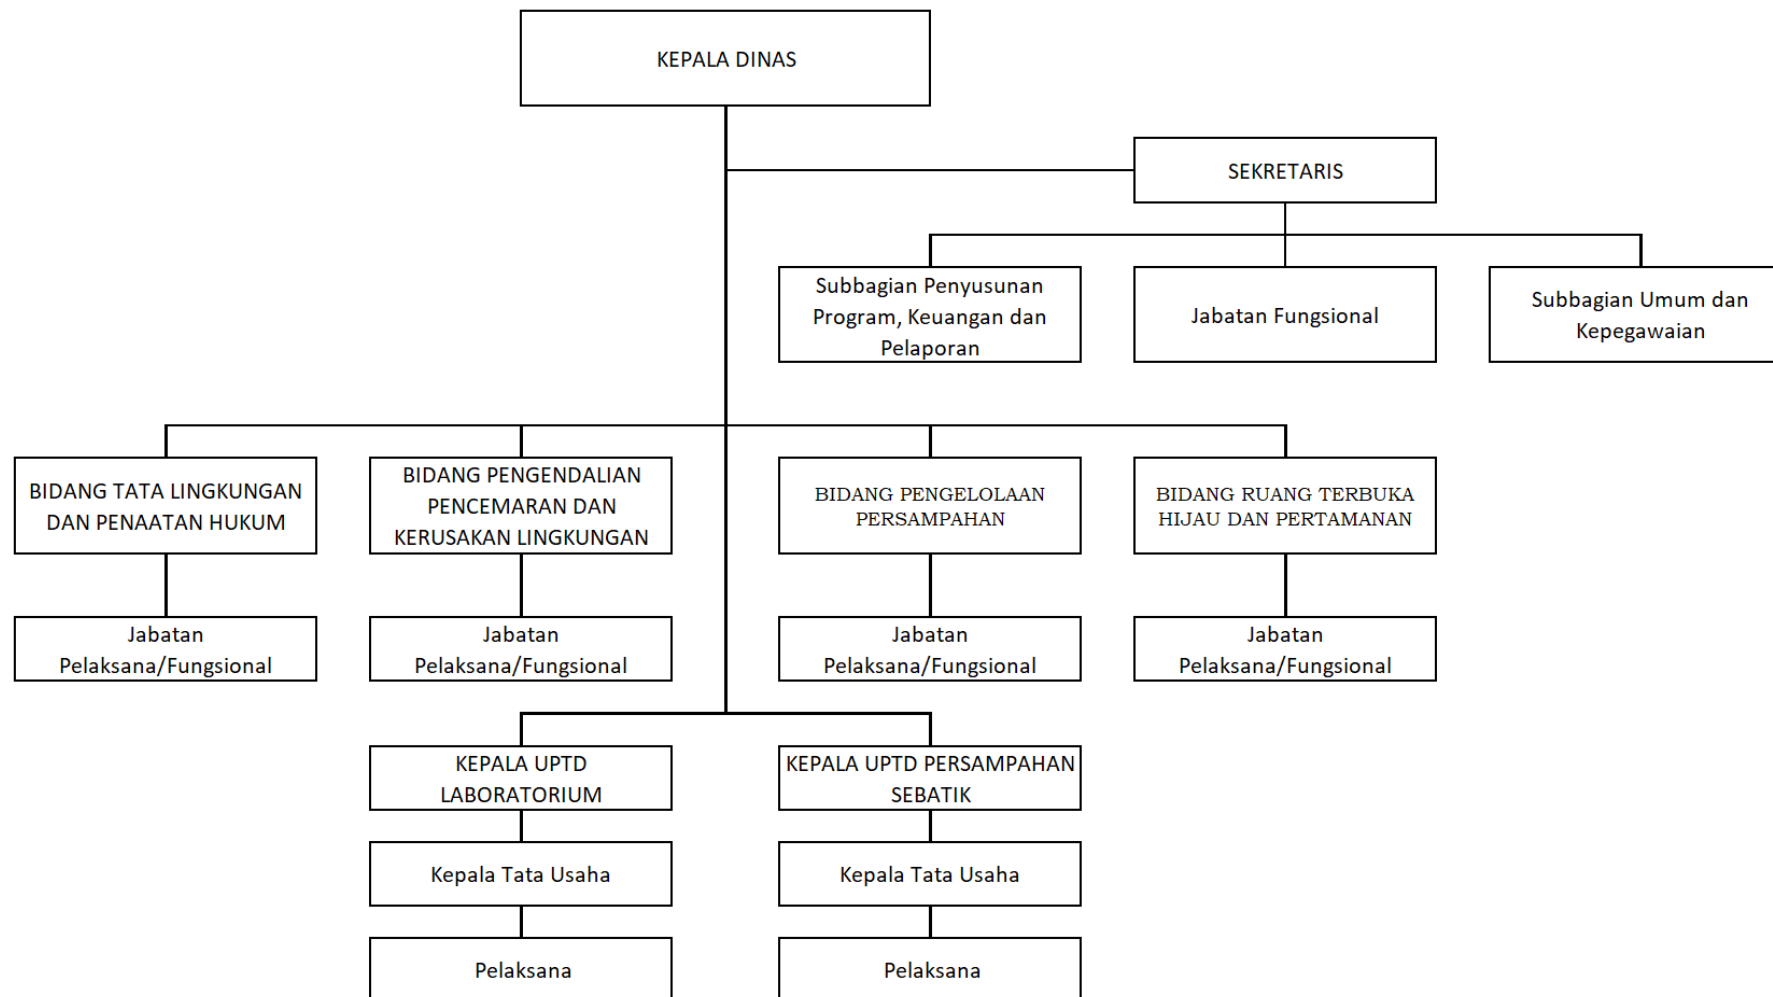 KEPALA DINAS
SEKRETARIS
Subbagian Penyusunan
Program, Keuangan dan
Pelaporan
Jabatan Fungsional
Subbagian Umum dan
Kepegawaian
BIDANG TATA LINGKUNGAN
DAN PENAATAN HUKUM
BIDANG PENGENDALIAN
PENCEMARAN DAN
KERUSAKAN LINGKUNGAN
BIDANG PENGELOLAAN
PERSAMPAHAN
BIDANG RUANG TERBUKA
HIJAU DAN PERTAMANAN
Jabatan
Pelaksana/Fungsional
Jabatan
Pelaksana/Fungsional
Jabatan
Pelaksana/Fungsional
Jabatan
Pelaksana/Fungsional
KEPALA UPTD
LABORATORIUM
KEPALA UPTD PERSAMPAHAN
SEBATIK
Kepala Tata Usaha
Kepala Tata Usaha
Pelaksana
Pelaksana